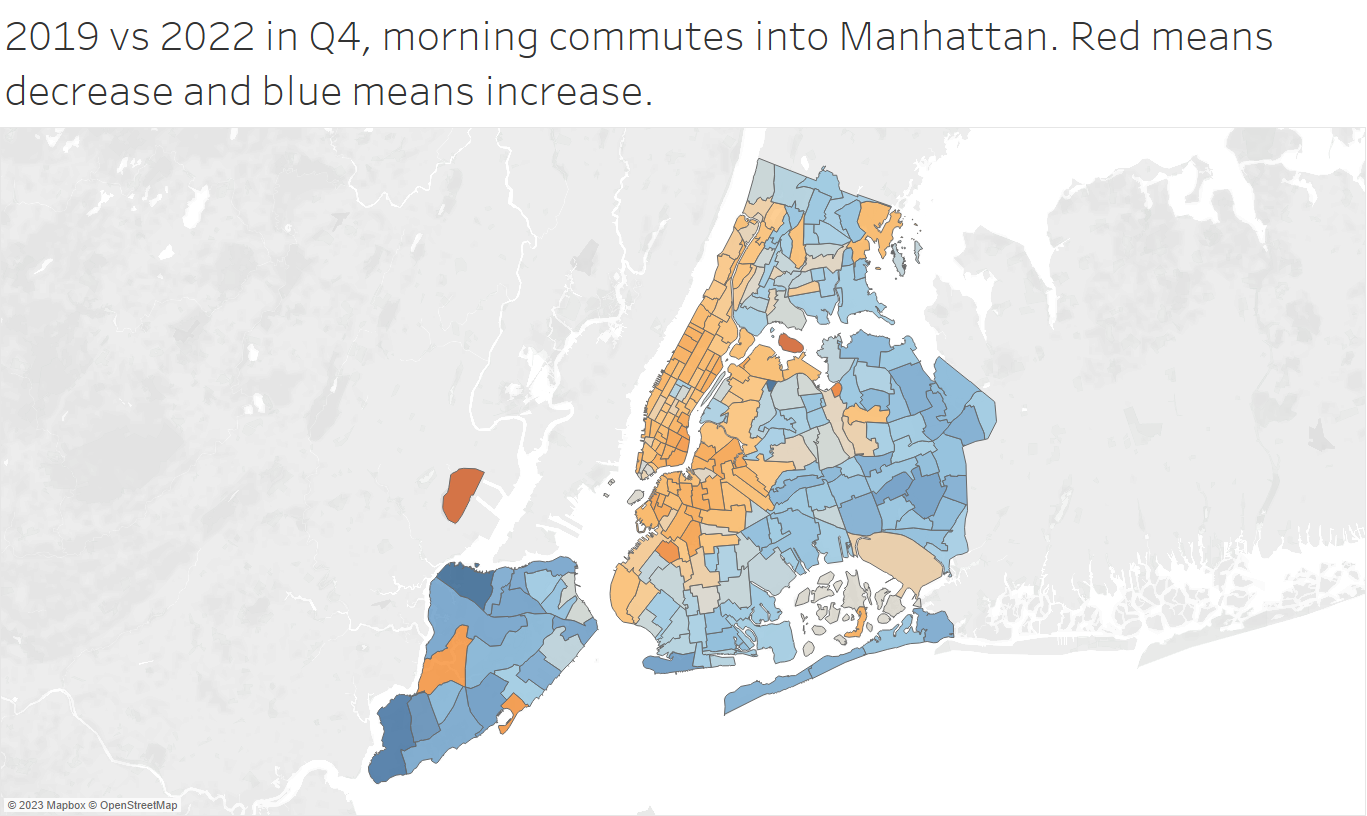 2019 vs 2022 in Q4, morning commutes into Manhattan. Red means
decrease and blue means increase.
© 2023 Mapbox © OpenStreetMap